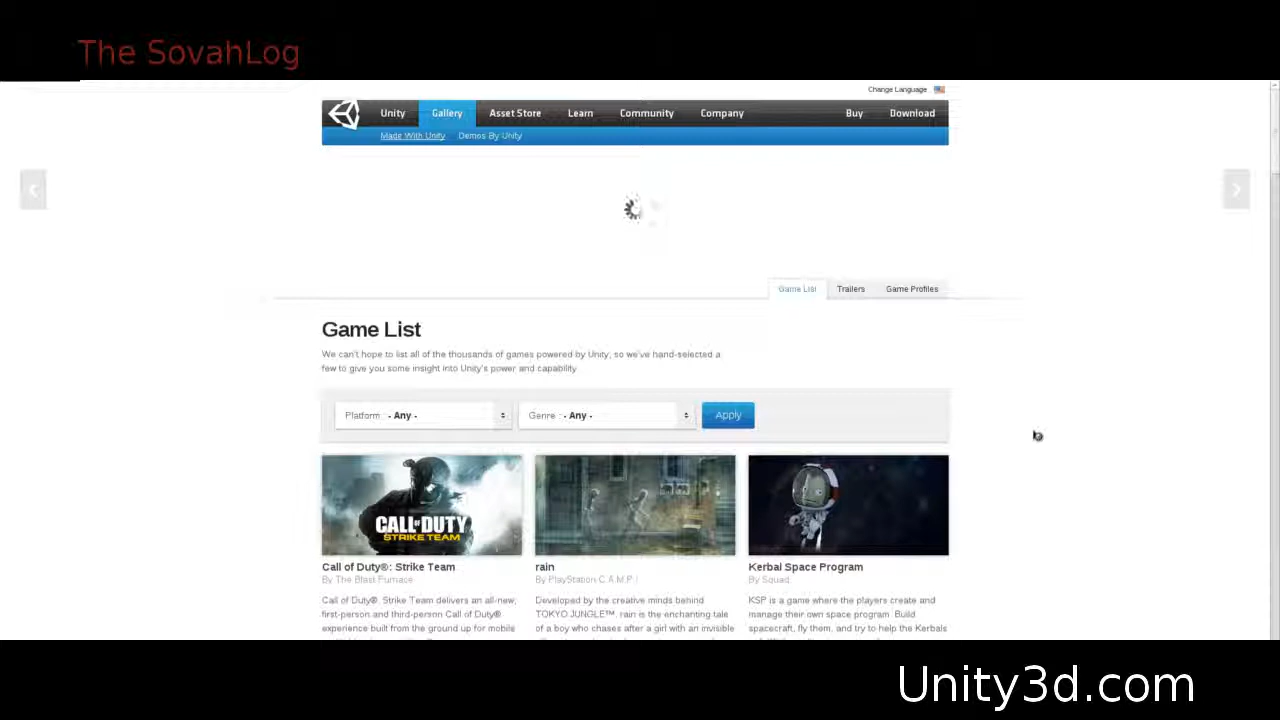 The SovahLog
Change Language
Unity Gallery Asset Store Learn Community Company Buy Download
Made With Unity Demos By Unity
Game List Trailers Game Profiles
Game List
We can't hope to list all of the thousands of games powered by Unity, so we've hand-selected a
few to give you some insight into Unity's power and capability
Platform : - Any - Genre : - Any - Apply
CALL OF DUTY
STRIKE TEAM
Call of Duty®: Strike Team
By The Blast Furnace
Call of Duty®: Strike Team delivers an all-new,
first-person and third-person Call of Duty®
experience built from the ground up for mobile
rain
By PlayStation C.A.M.P.!
Developed by the creative minds behind
TOKYO JUNGLE™, rain is the enchanting tale
of a boy who chases after a girl with an invisible
Kerbal Space Program
By Squad
KSP is a game where the players create and
manage their own space program. Build
spacecraft, fly them, and try to help the Kerbals
Unity3d.com